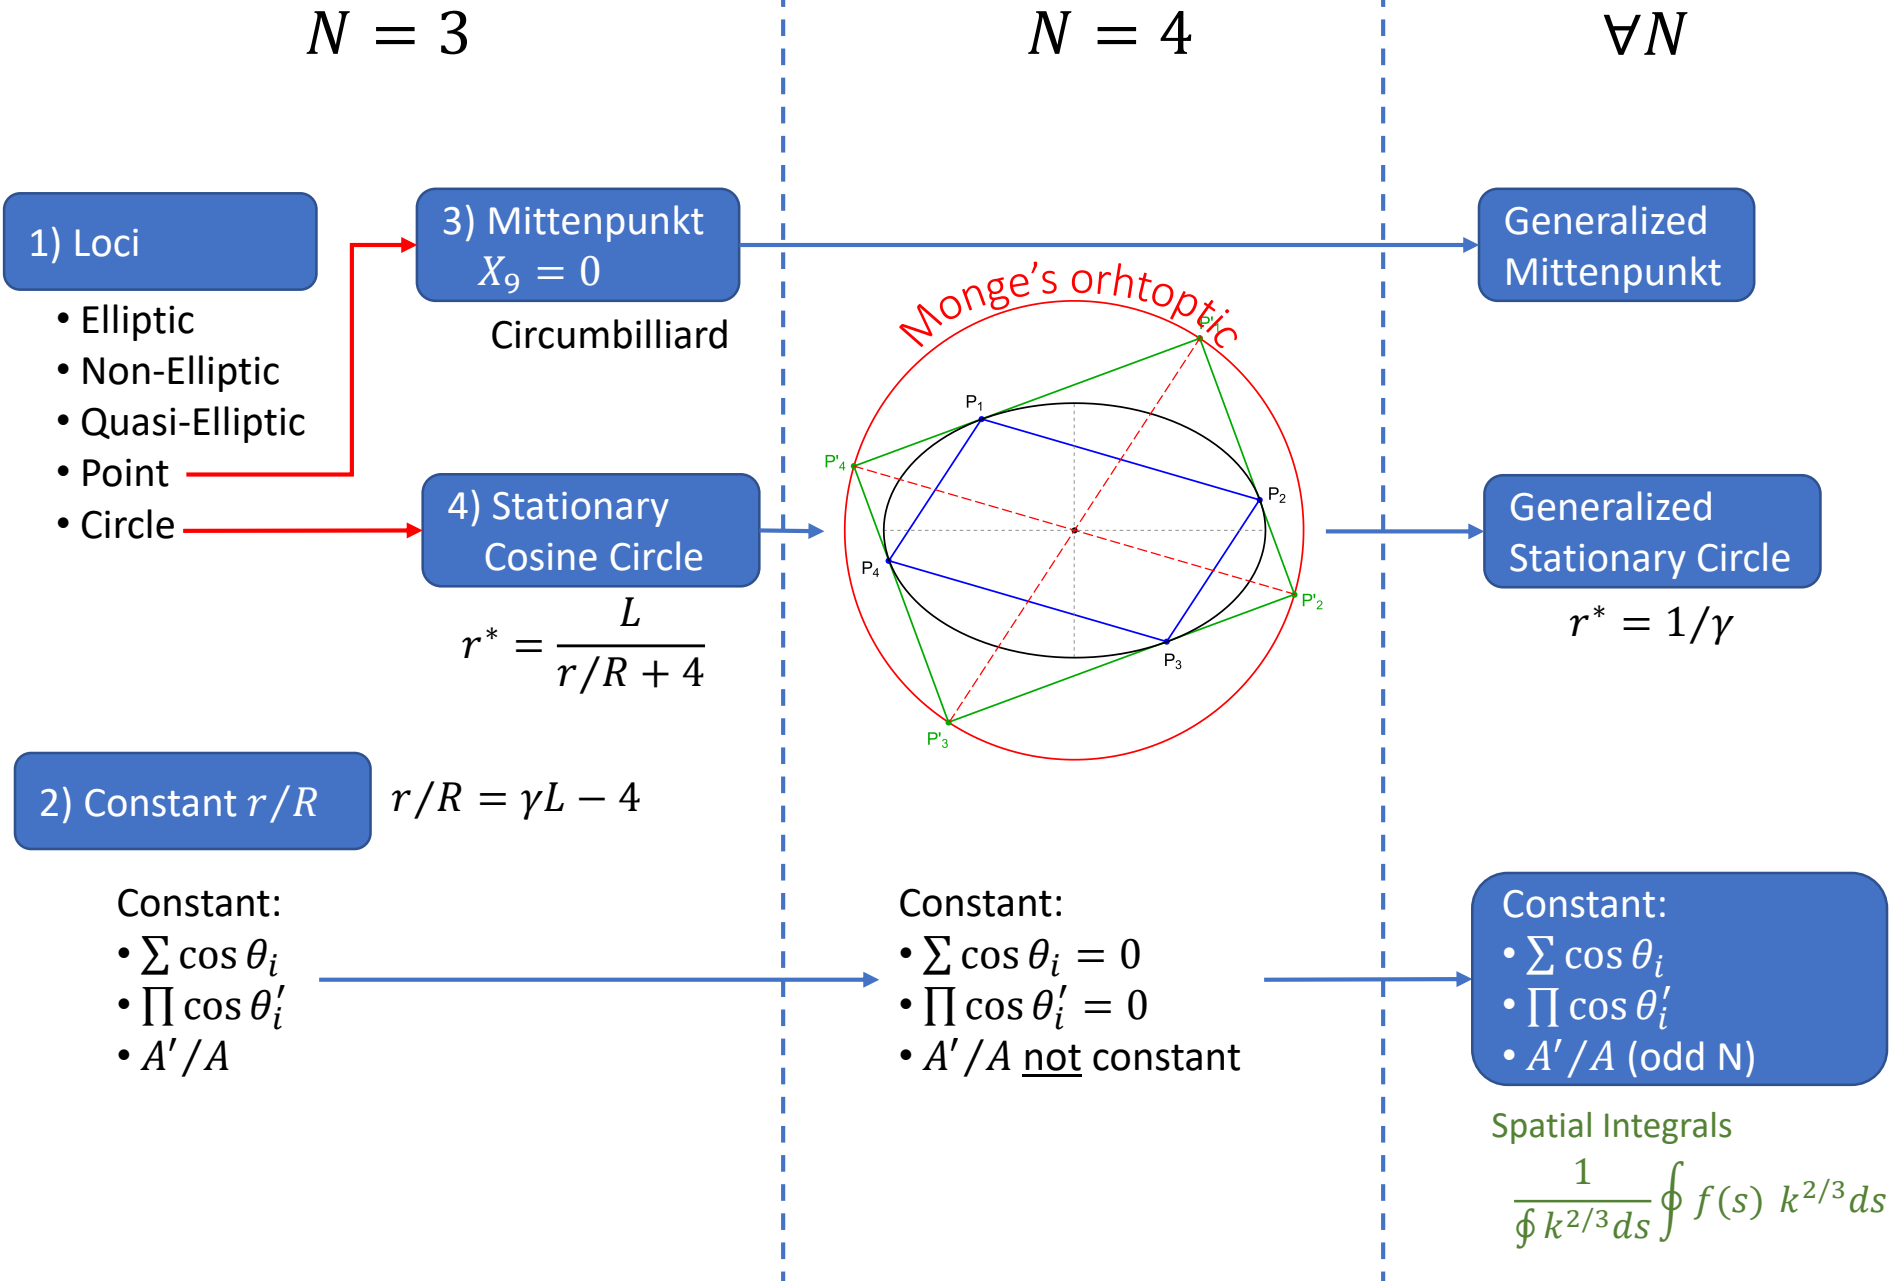 N = 3
N = 4
∀N
1) Loci
• Elliptic
• Non-Elliptic
• Quasi-Elliptic
• Point
• Circle
3) Mittenpunkt
X₉ = 0
Circumbilliard
4) Stationary
Cosine Circle
r* = L / (r/R + 4)
2) Constant r/R
r/R = γL − 4
Constant:
• ∑ cos θᵢ
• ∏ cos θᵢ′
• A′/A
Monge's orhtoptic
P₁
P₂
P₃
P₄
P'₂
P'₃
P'₄
Constant:
• ∑ cos θᵢ = 0
• ∏ cos θᵢ′ = 0
• A′/A not constant
Generalized
Mittenpunkt
Generalized
Stationary Circle
r* = 1/γ
Constant:
• ∑ cos θᵢ
• ∏ cos θᵢ′
• A′/A (odd N)
Spatial Integrals
1 / ∮ k^{2/3} ds ∮ f(s) k^{2/3} ds